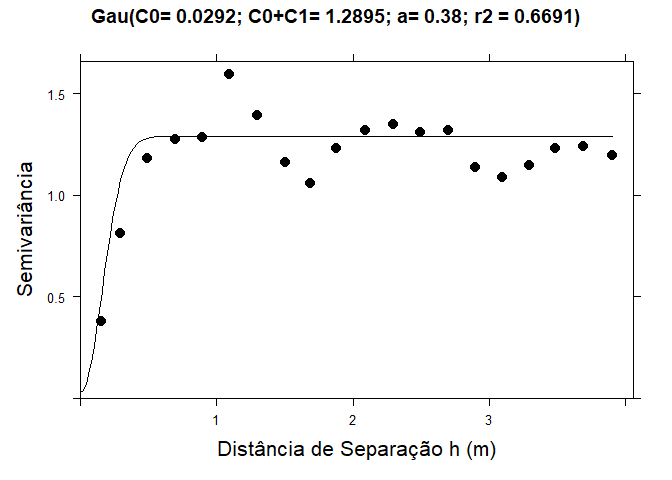 Gau(C0= 0.0292; C0+C1= 1.2895; a= 0.38; r2 = 0.6691)
1.5
1.0
0.5
Semivariância
1 2 3
Distância de Separação h (m)